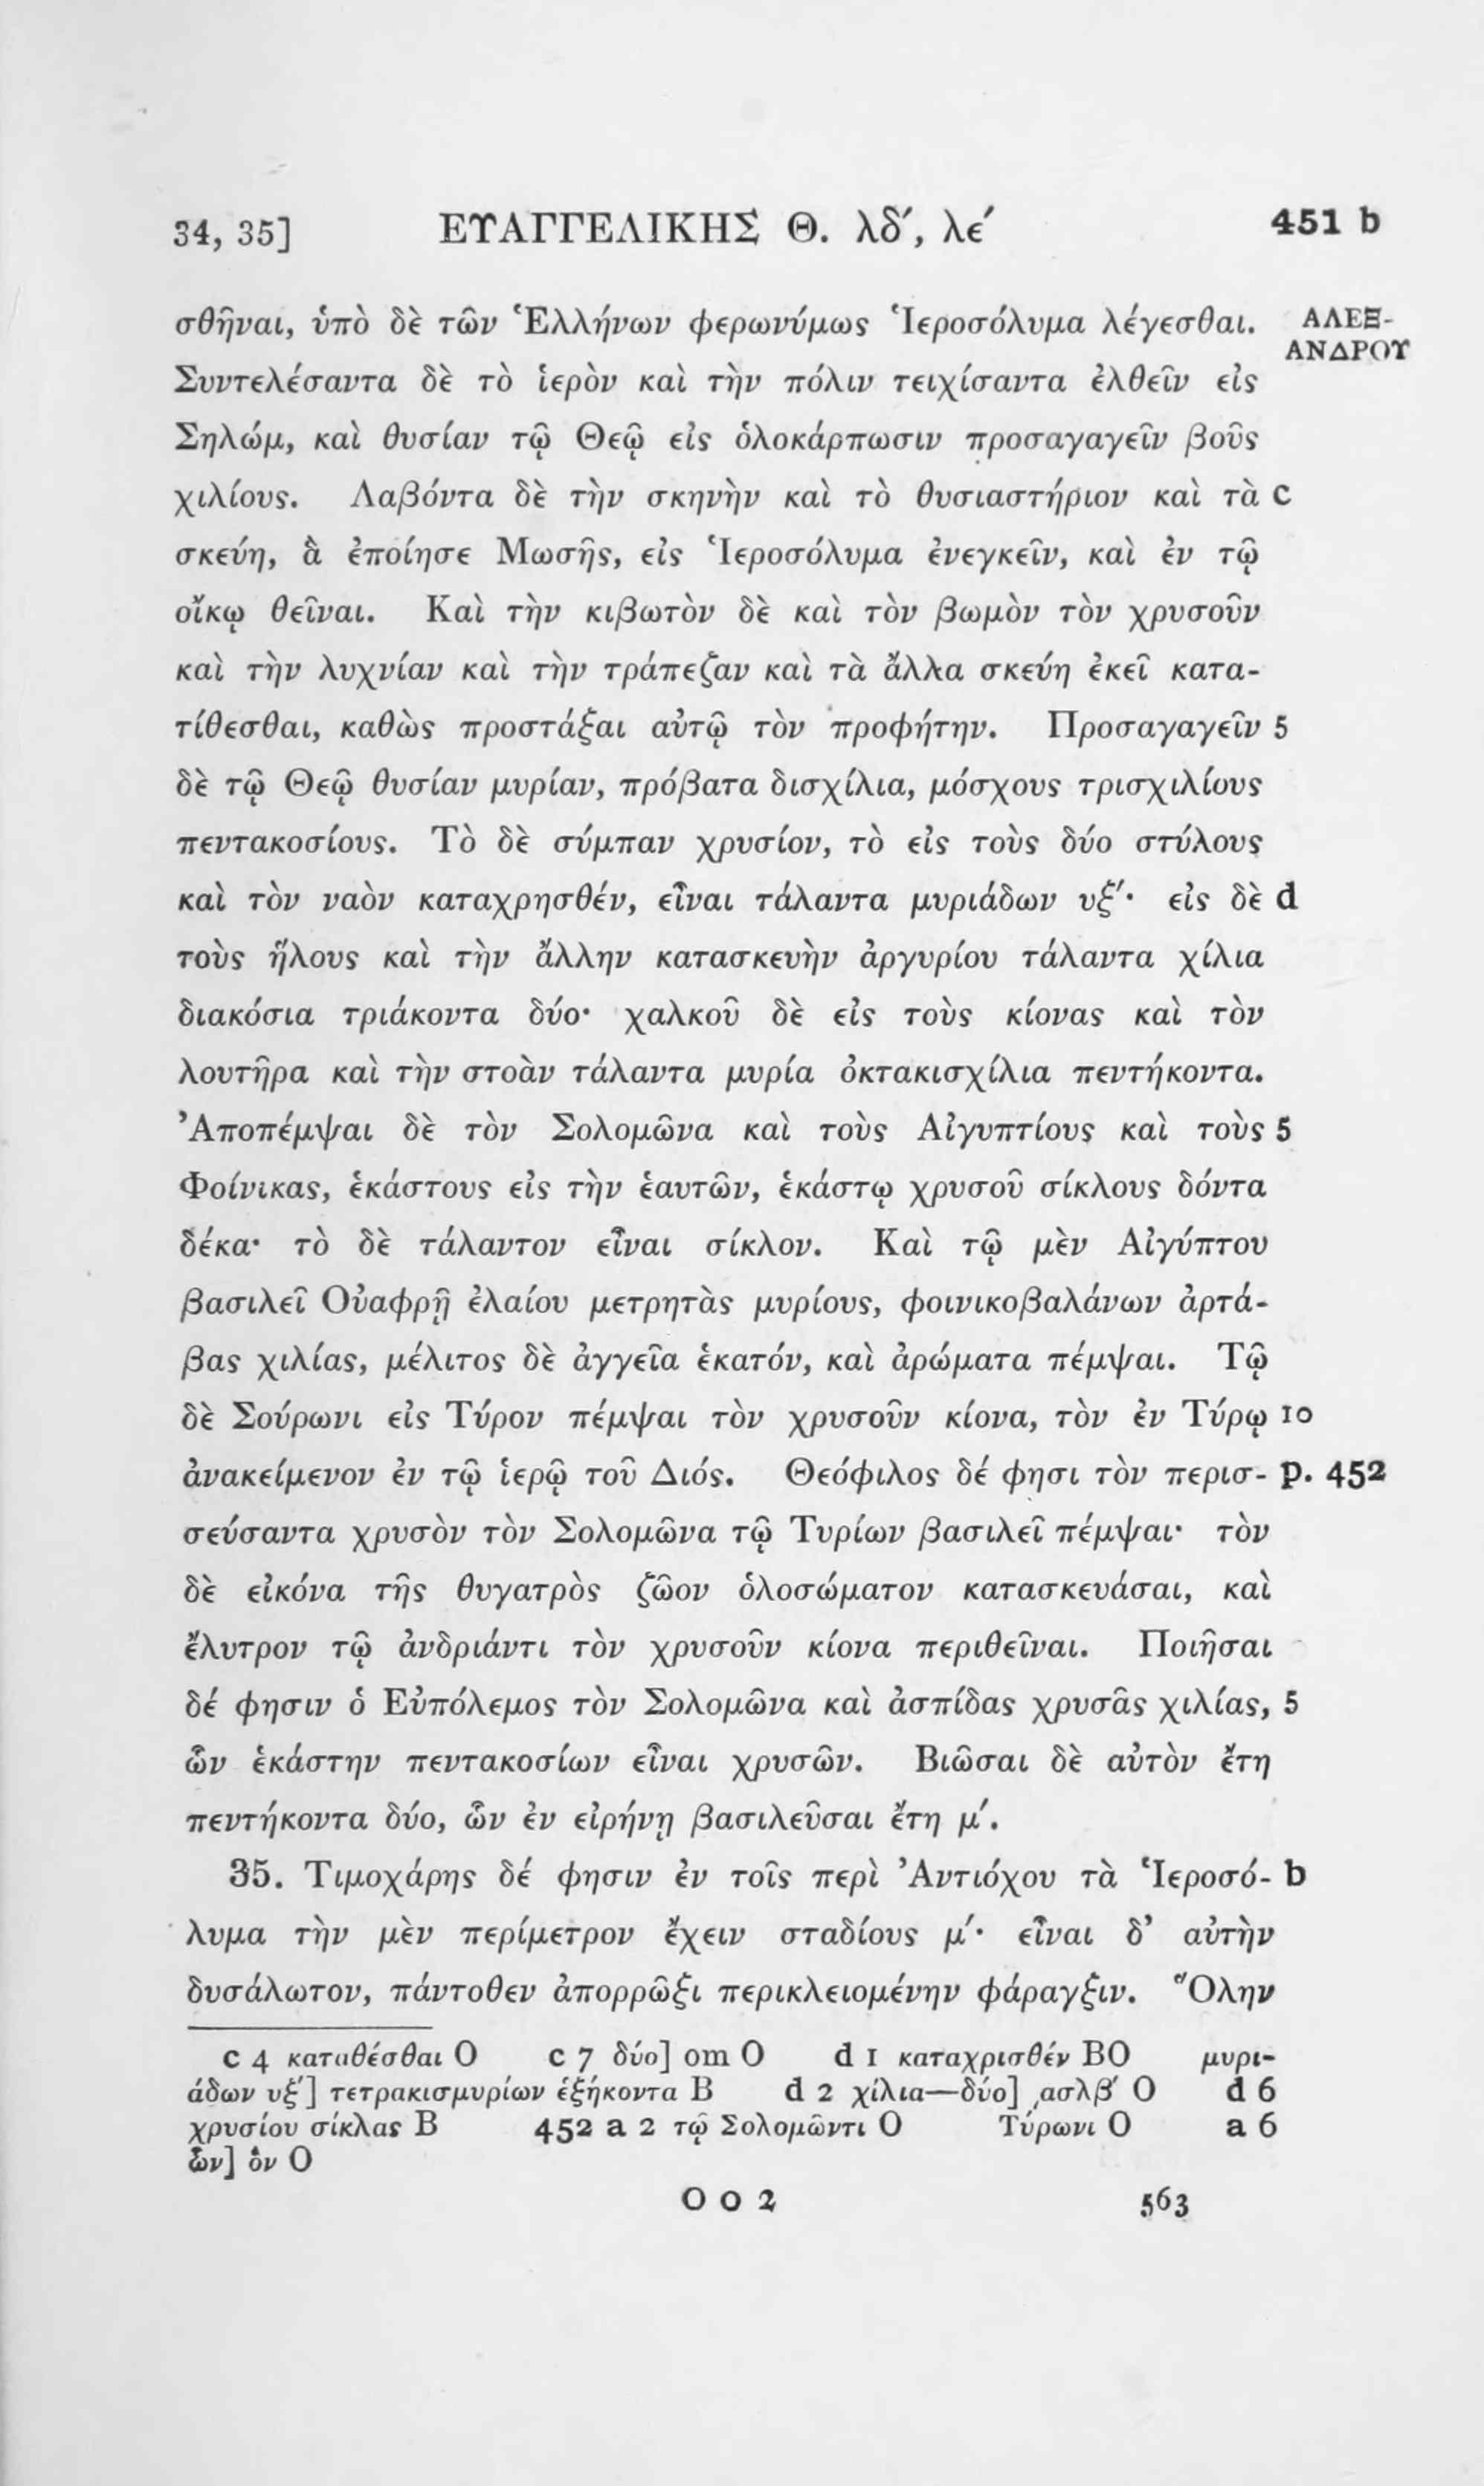 34, 35] ΕΥΑΓΓΕΛΙΚΗΣ Θ. λδ′, λε′ 451 b
σθῆναι, ὑπὸ δὲ τῶν Ἑλλήνων φερωνύμως Ἱεροσόλυμα λέγεσθαι. ΑΛΕΞ-
ΑΝΔΡΟΥ
Συντελέσαντα δὲ τὸ ἱερὸν καὶ τὴν πόλιν τειχίσαντα ἐλθεῖν εἰς
Σηλώμ, καὶ θυσίαν τῷ Θεῷ εἰς ὁλοκάρπωσιν προσαγαγεῖν βοῦς
χιλίους. Λαβόντα δὲ τὴν σκηνὴν καὶ τὸ θυσιαστήριον καὶ τὰ c
σκεύη, ἃ ἐποίησε Μωσῆς, εἰς Ἱεροσόλυμα ἐνεγκεῖν, καὶ ἐν τῷ
οἴκῳ θεῖναι. Καὶ τὴν κιβωτὸν δὲ καὶ τὸν βωμὸν τὸν χρυσοῦν
καὶ τὴν λυχνίαν καὶ τὴν τράπεζαν καὶ τὰ ἄλλα σκεύη ἐκεῖ κατα-
τίθεσθαι, καθὼς προστάξαι αὐτῷ τὸν προφήτην. Προσαγαγεῖν 5
δὲ τῷ Θεῷ θυσίαν μυρίαν, πρόβατα δισχίλια, μόσχους τρισχιλίους
πεντακοσίους. Τὸ δὲ σύμπαν χρυσίον, τὸ εἰς τοὺς δύο στύλους
καὶ τὸν ναὸν καταχρησθέν, εἶναι τάλαντα μυριάδων υξ′· εἰς δὲ d
τοὺς ἥλους καὶ τὴν ἄλλην κατασκευὴν ἀργυρίου τάλαντα χίλια
διακόσια τριάκοντα δύο· χαλκοῦ δὲ εἰς τοὺς κίονας καὶ τὸν
λουτῆρα καὶ τὴν στοὰν τάλαντα μυρία ὀκτακισχίλια πεντήκοντα.
Ἀποπέμψαι δὲ τὸν Σολομῶνα καὶ τοὺς Αἰγυπτίους καὶ τοὺς 5
Φοίνικας, ἑκάστους εἰς τὴν ἑαυτῶν, ἑκάστῳ χρυσοῦ σίκλους δόντα
δέκα· τὸ δὲ τάλαντον εἶναι σίκλον. Καὶ τῷ μὲν Αἰγύπτου
βασιλεῖ Οὐαφρῇ ἐλαίου μετρητὰς μυρίους, φοινικοβαλάνων ἀρτά-
βας χιλίας, μέλιτος δὲ ἀγγεῖα ἑκατόν, καὶ ἀρώματα πέμψαι. Τῷ
δὲ Σούρωνι εἰς Τύρον πέμψαι τὸν χρυσοῦν κίονα, τὸν ἐν Τύρῳ 10
ἀνακείμενον ἐν τῷ ἱερῷ τοῦ Διός. Θεόφιλος δέ φησι τὸν περισ- p. 452
σεύσαντα χρυσὸν τὸν Σολομῶνα τῷ Τυρίων βασιλεῖ πέμψαι· τὸν
δὲ εἰκόνα τῆς θυγατρὸς ζῶον ὁλοσώματον κατασκευάσαι, καὶ
ἔλυτρον τῷ ἀνδριάντι τὸν χρυσοῦν κίονα περιθεῖναι. Ποιῆσαι
δέ φησιν ὁ Εὐπόλεμος τὸν Σολομῶνα καὶ ἀσπίδας χρυσᾶς χιλίας, 5
ὧν ἑκάστην πεντακοσίων εἶναι χρυσῶν. Βιῶσαι δὲ αὐτὸν ἔτη
πεντήκοντα δύο, ὧν ἐν εἰρήνῃ βασιλεῦσαι ἔτη μ′.
35. Τιμοχάρης δέ φησιν ἐν τοῖς περὶ Ἀντιόχου τὰ Ἱεροσό- b
λυμα τὴν μὲν περίμετρον ἔχειν σταδίους μ′· εἶναι δ’ αὐτὴν
δυσάλωτον, πάντοθεν ἀπορρῶξι περικλειομένην φάραγξιν. Ὅλην
c 4 καταθέσθαι O c 7 δύο] om O d 1 καταχρισθέν BO μυρι-
άδων υξ′] τετρακισμυρίων ἑξήκοντα B d 2 χίλια—δύο] ͵ασλβ′ O d 6
χρυσίου σίκλας B 452 a 2 τῷ Σολομῶντι O Τύρωνι O a 6
ὧν] ὃν O
O o 2 563